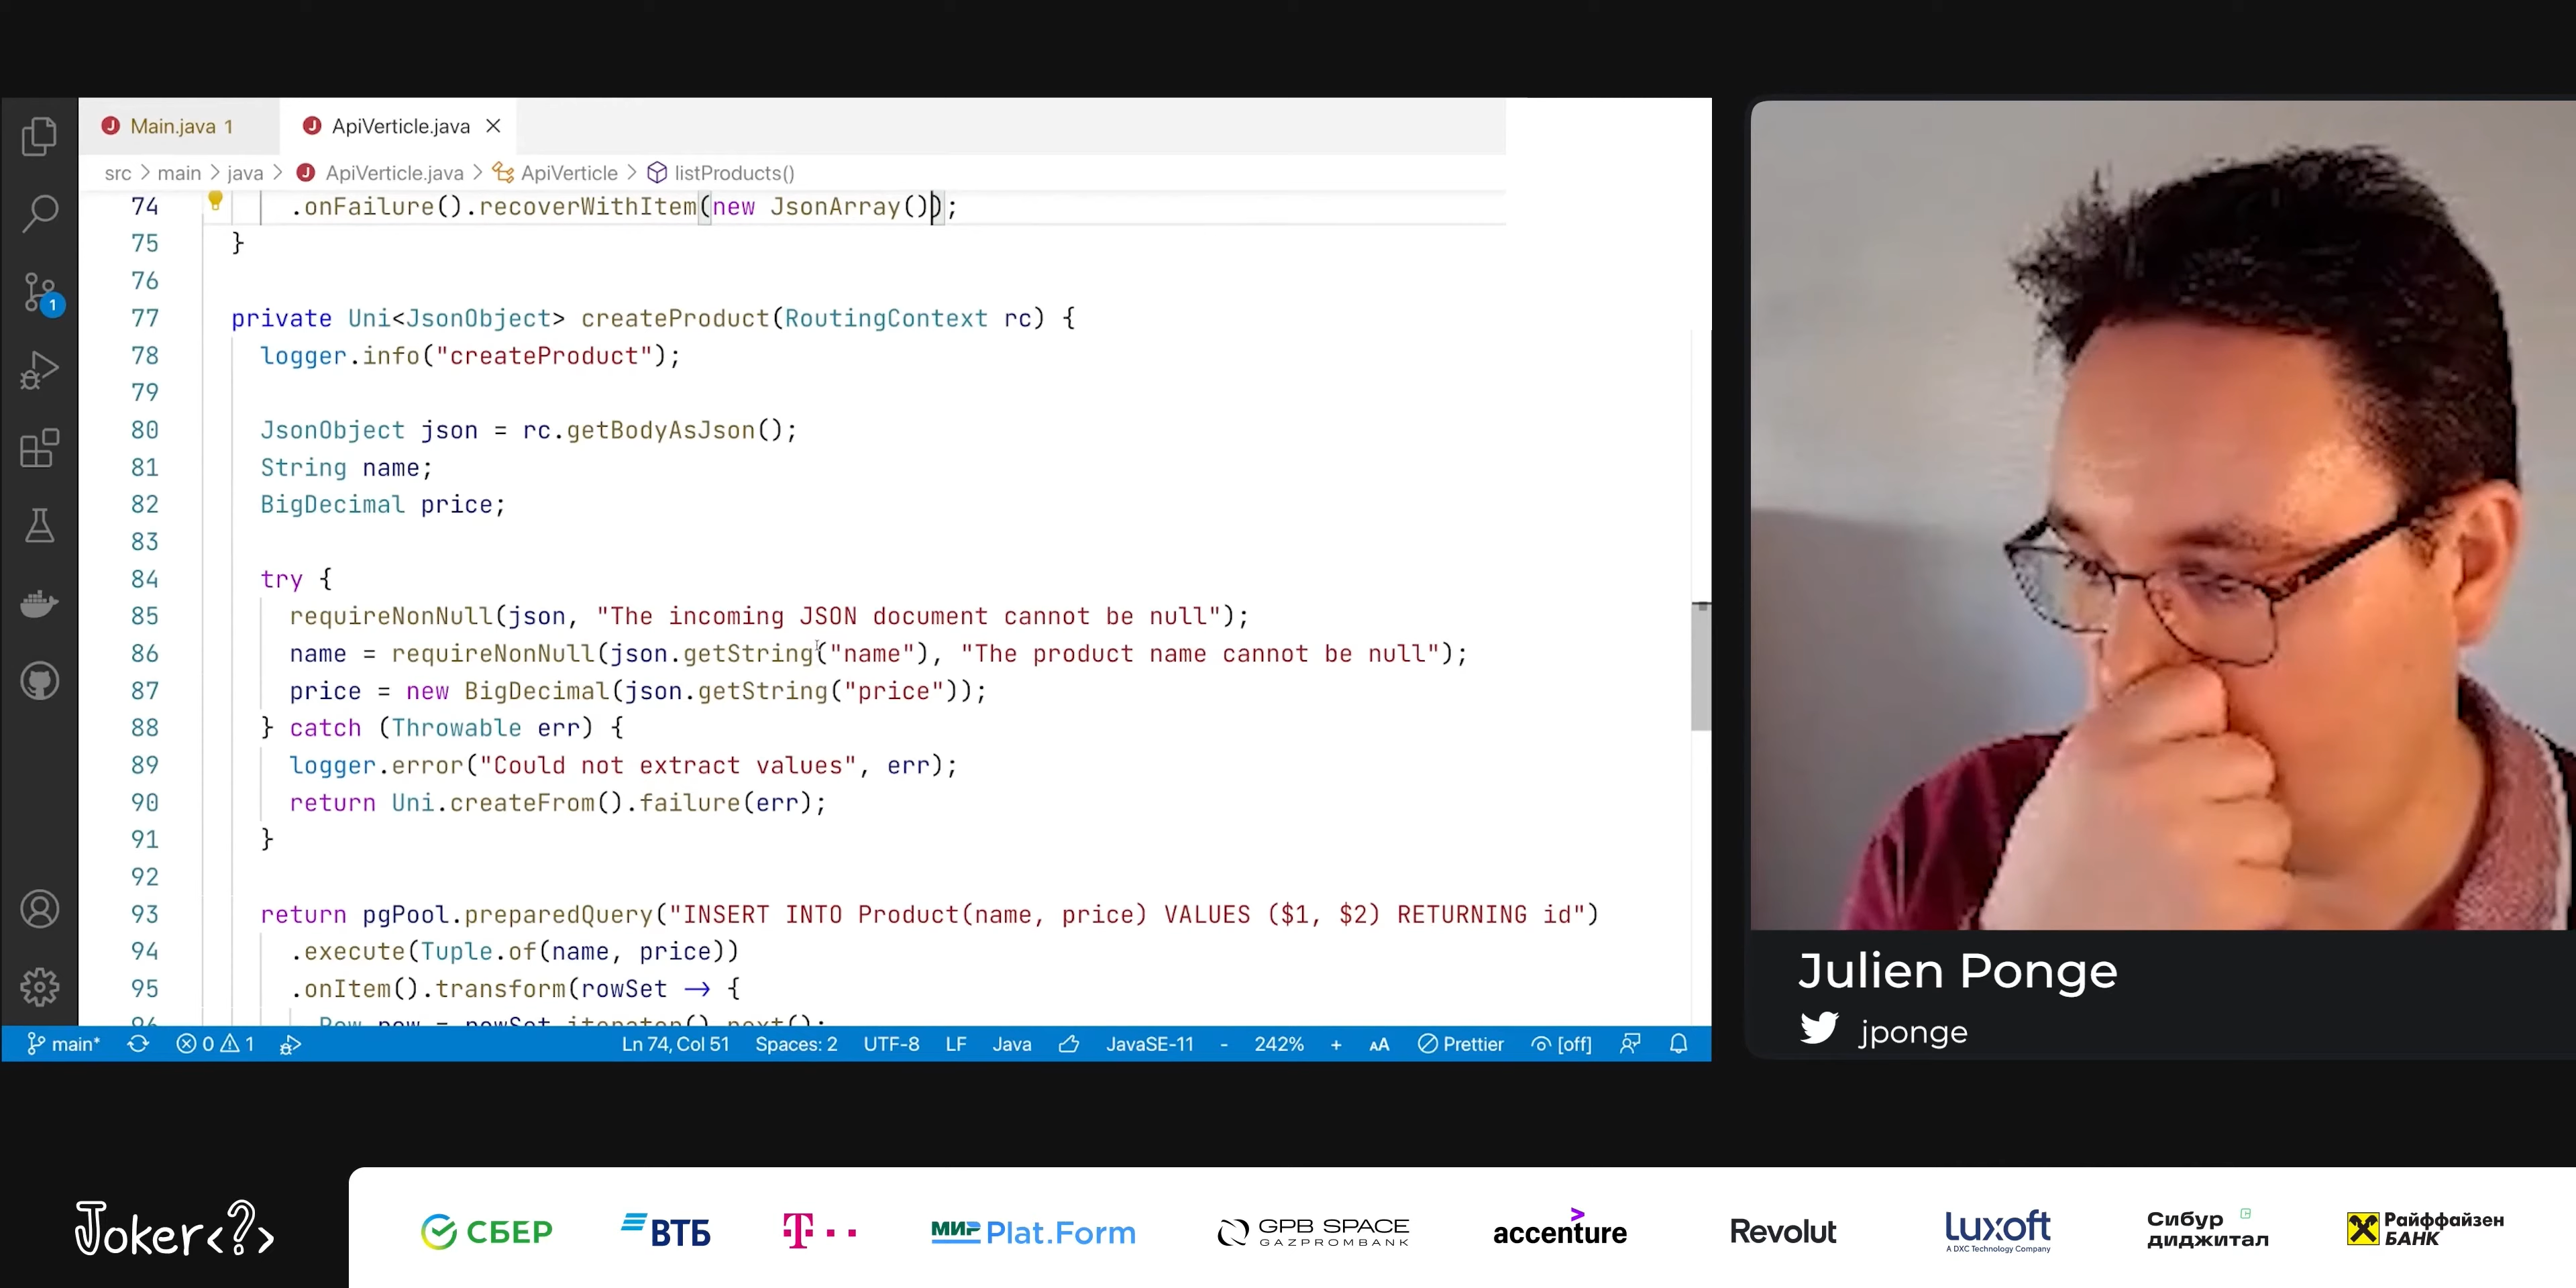 Main.java 1
ApiVerticle.java
src > main > java > ApiVerticle.java > ApiVerticle > listProducts()
74 .onFailure().recoverWithItem(new JsonArray());
75 }
76
77 private Uni<JsonObject> createProduct(RoutingContext rc) {
78 logger.info("createProduct");
79
80 JsonObject json = rc.getBodyAsJson();
81 String name;
82 BigDecimal price;
83
84 try {
85 requireNonNull(json, "The incoming JSON document cannot be null");
86 name = requireNonNull(json.getString("name"), "The product name cannot be null");
87 price = new BigDecimal(json.getString("price"));
88 } catch (Throwable err) {
89 logger.error("Could not extract values", err);
90 return Uni.createFrom().failure(err);
91 }
92
93 return pgPool.preparedQuery("INSERT INTO Product(name, price) VALUES ($1, $2) RETURNING id")
94 .execute(Tuple.of(name, price))
95 .onItem().transform(rowSet → {
96 Row row = rowSet.iterator().next();
1
main* 0 1 Ln 74, Col 51 Spaces: 2 UTF-8 LF Java JavaSE-11 - 242% + AA Prettier [off]
Julien Ponge
jponge
Joker<?>
СБЕР
ВТБ
T
МИР Plat.Form
GPB SPACE
GAZPROMBANK
accenture
Revolut
Luxoft
A DXC Technology Company
Сибур
диджитал
Райффайзен
БАНК